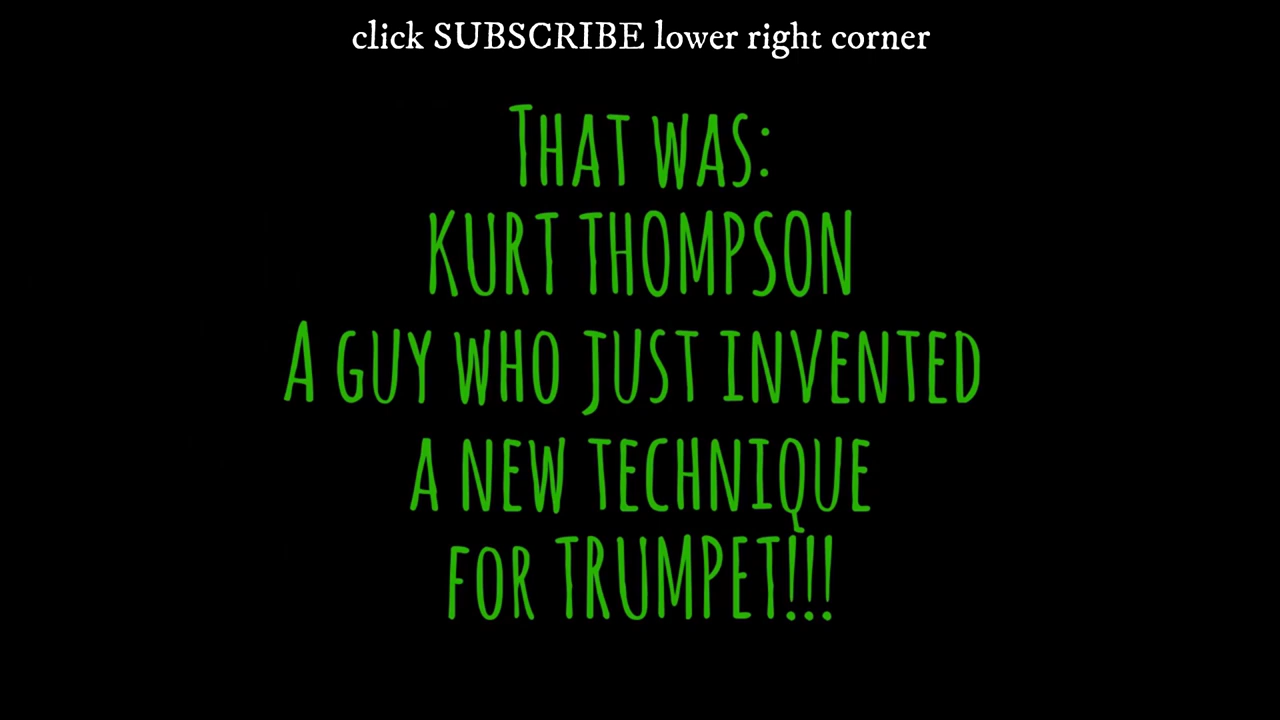 click SUBSCRIBE lower right corner
THAT WAS:
KURT THOMPSON
A GUY WHO JUST INVENTED
A NEW TECHNIQUE
FOR TRUMPET!!!